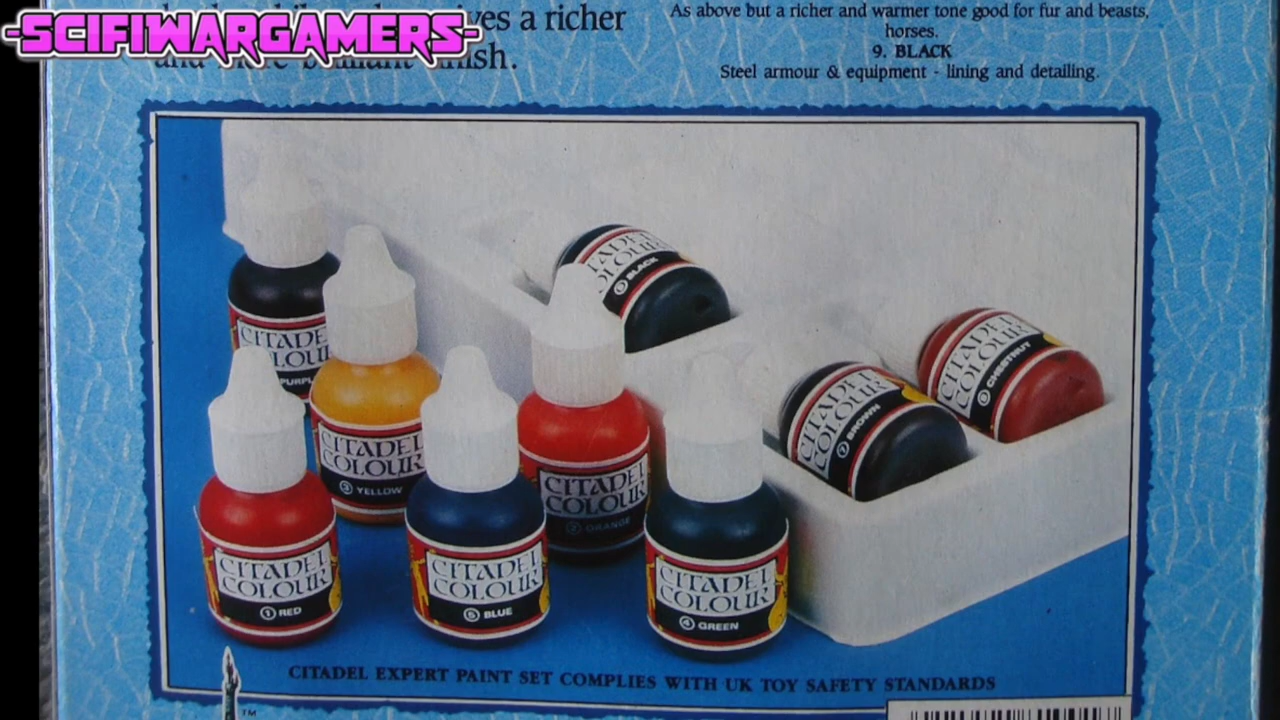 -SCIFIWARGAMERS-
a richer
As above but a richer and warmer tone good for fur and beasts,
horses.
9. BLACK
Steel armour & equipment - lining and detailing.
CITADEL
COLOUR
9 BLACK
CITADEL
COLOUR
PURPL
CITADEL
COLOUR
3 YELLOW
CITADEL
COLOUR
2 ORANGE
CITADEL
COLOUR
7 BROWN
CITADEL
COLOUR
8 CHESTNUT
CITADEL
COLOUR
1 RED
CITADEL
COLOUR
5 BLUE
CITADEL
COLOUR
4 GREEN
CITADEL EXPERT PAINT SET COMPLIES WITH UK TOY SAFETY STANDARDS
TM